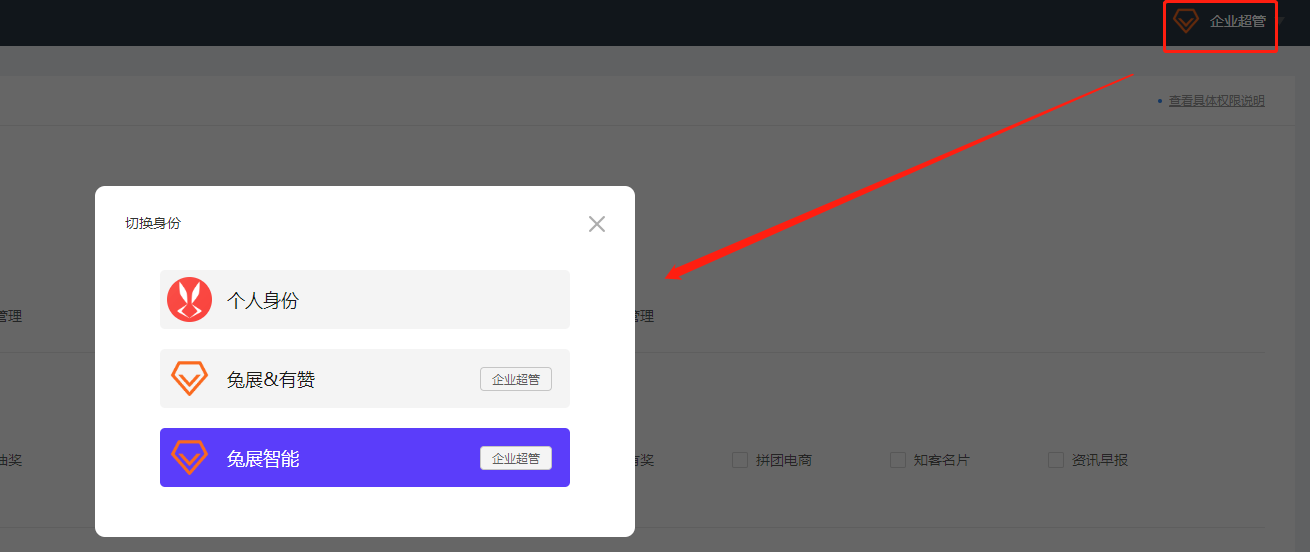 企业超管
查看具体权限说明
切换身份
个人身份
管理
管理
兔展&有赞
企业超管
兔展智能
企业超管
抽奖
有奖
拼团电商
知客名片
资讯早报